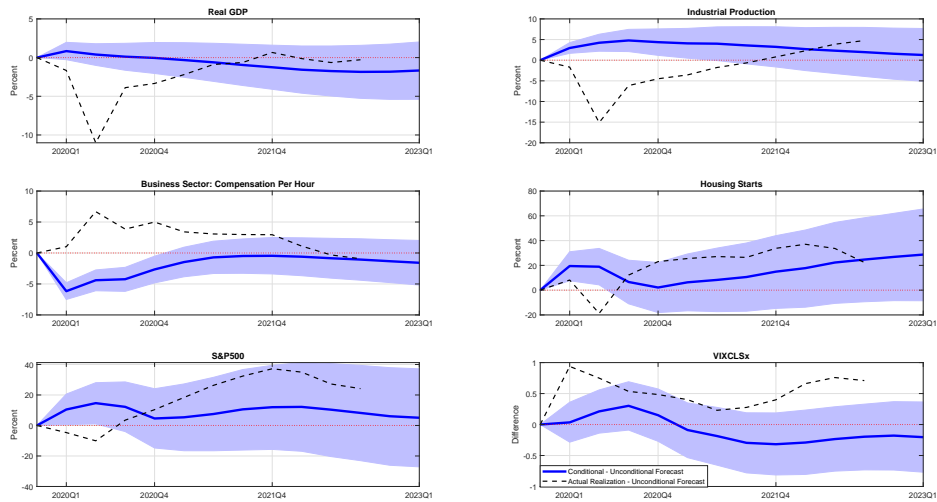 Real GDP
5
0
-5
-10
Percent
2020Q1 2020Q4 2021Q4 2023Q1
Industrial Production
10
5
0
-5
-10
-15
-20
Percent
2020Q1 2020Q4 2021Q4 2023Q1
Business Sector: Compensation Per Hour
10
5
0
-5
-10
Percent
2020Q1 2020Q4 2021Q4 2023Q1
Housing Starts
80
60
40
20
0
-20
Percent
2020Q1 2020Q4 2021Q4 2023Q1
S&P500
40
20
0
-20
-40
Percent
2020Q1 2020Q4 2021Q4 2023Q1
VIXCLSx
1
0.5
0
-0.5
-1
Difference
Conditional - Unconditional Forecast
Actual Realization - Unconditional Forecast
2020Q1 2020Q4 2021Q4 2023Q1